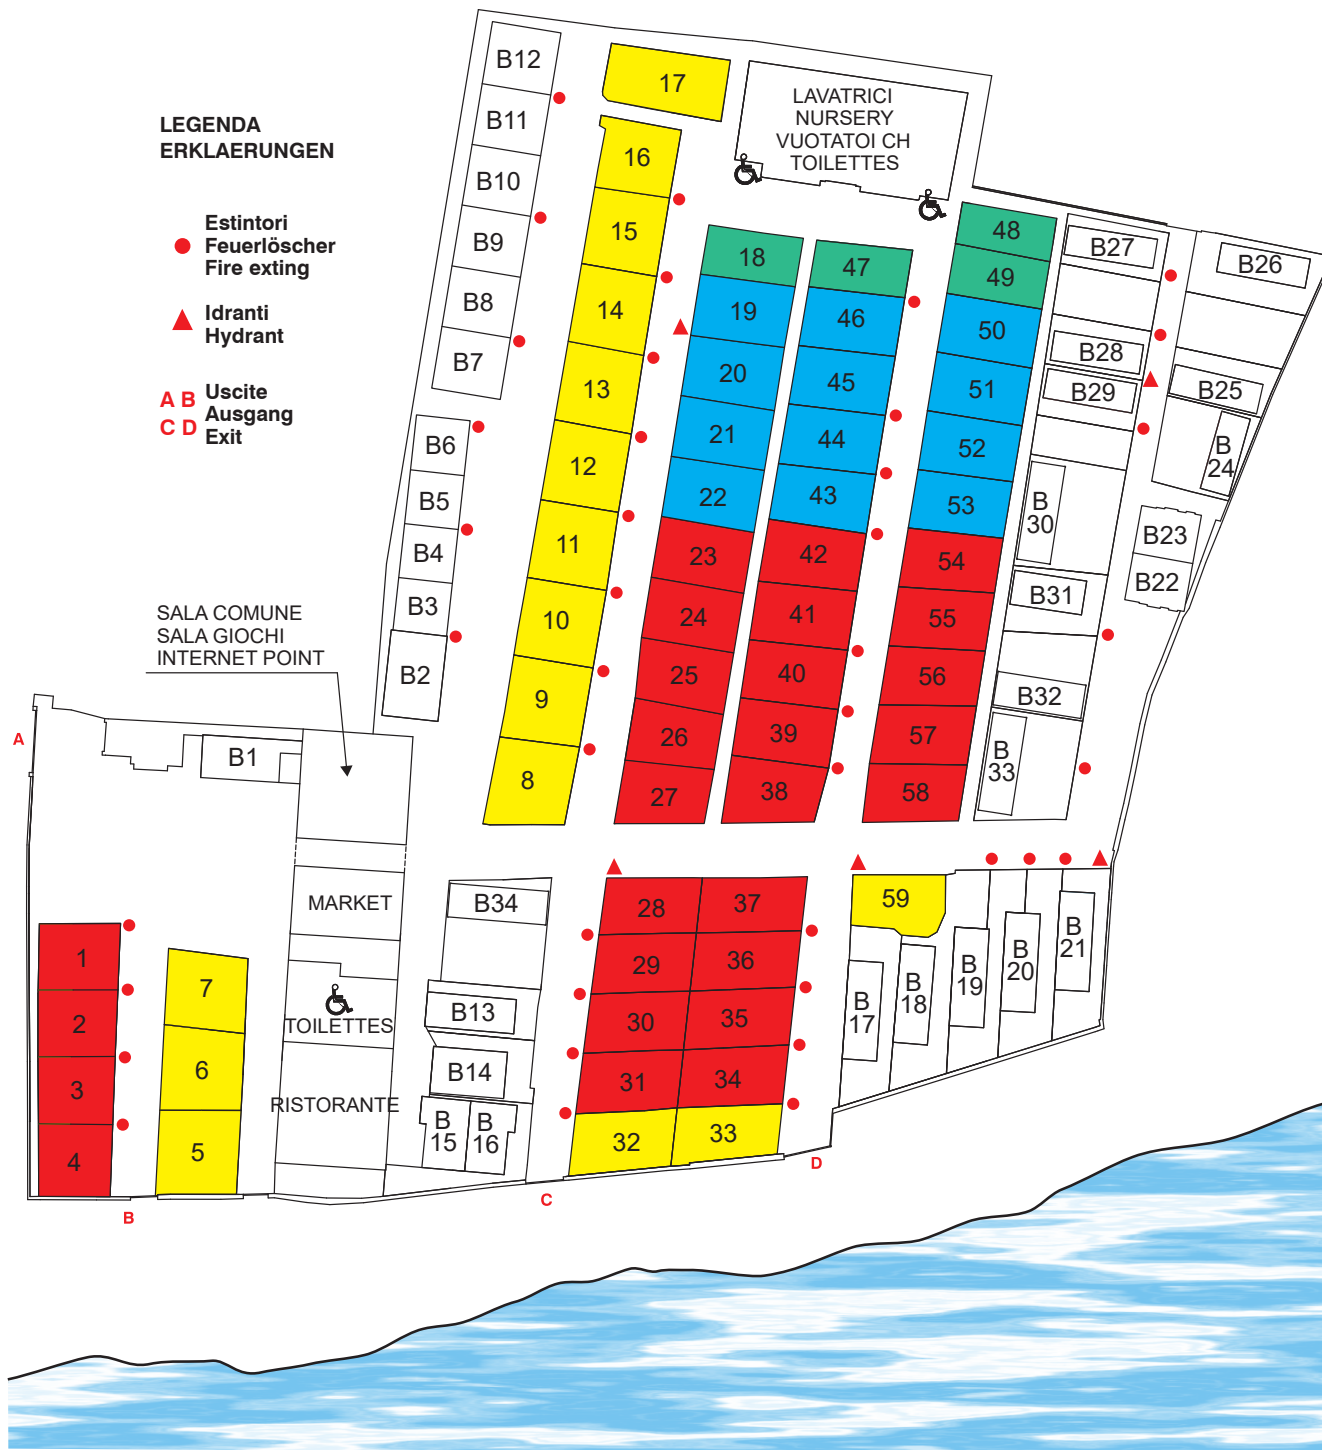 LEGENDA
ERKLAERUNGEN
Estintori
Feuerlöscher
Fire exting
Idranti
Hydrant
A B
C D
Uscite
Ausgang
Exit
B12
B11
B10
B9
B8
B7
B6
B5
B4
B3
B2
17
16
15
14
13
12
11
10
9
8
LAVATRICI
NURSERY
VUOTATOI CH
TOILETTES
18
19
20
21
22
23
24
25
26
27
47
46
45
44
43
42
41
40
39
38
48
49
50
51
52
53
54
55
56
57
58
B27
B28
B29
B
30
B31
B32
B
33
B26
B25
B
24
B23
B22
SALA COMUNE
SALA GIOCHI
INTERNET POINT
A
B1
MARKET
TOILETTES
RISTORANTE
1
2
3
4
7
6
5
B
B34
B13
B14
B
15
B
16
C
28
37
29
36
30
35
31
34
32
33
D
59
B
17
B
18
B
19
B
20
B
21